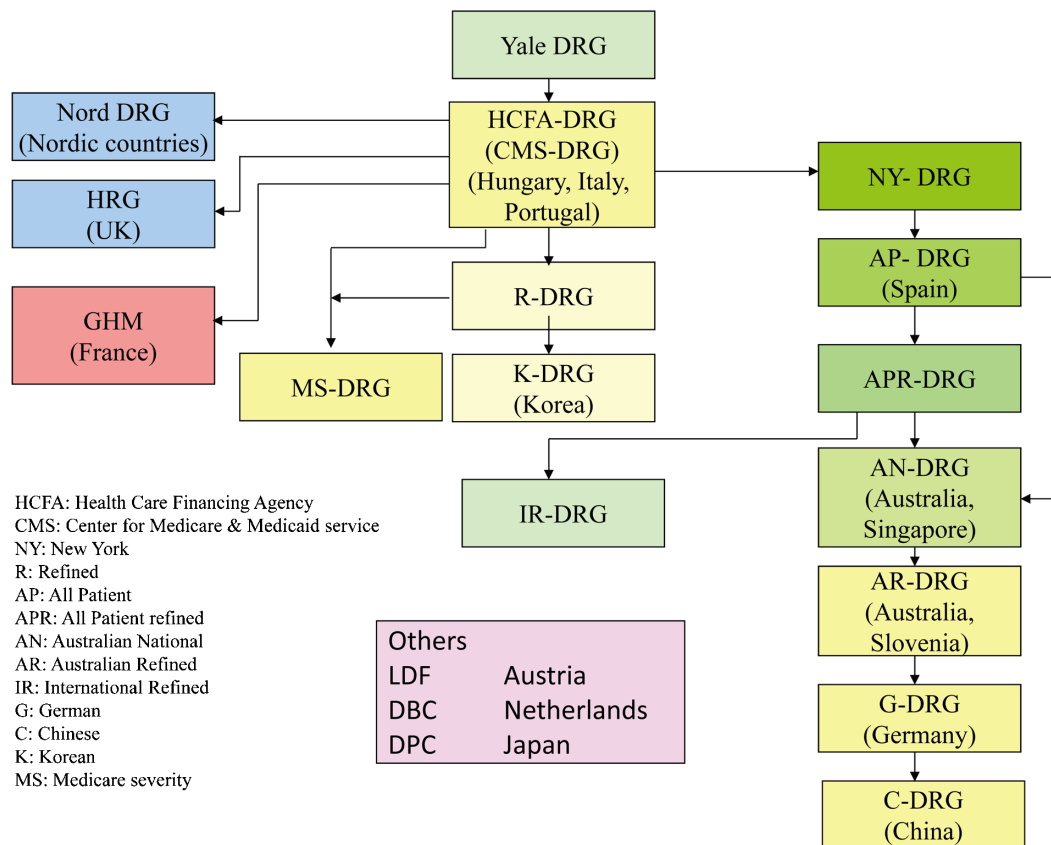 Yale DRG
Nord DRG
(Nordic countries)
HCFA-DRG
(CMS-DRG)
(Hungary, Italy,
Portugal)
NY- DRG
HRG
(UK)
AP- DRG
(Spain)
R-DRG
GHM
(France)
MS-DRG
K-DRG
(Korea)
APR-DRG
AN-DRG
(Australia,
Singapore)
IR-DRG
HCFA: Health Care Financing Agency
CMS: Center for Medicare & Medicaid service
NY: New York
R: Refined
AP: All Patient
APR: All Patient refined
AN: Australian National
AR: Australian Refined
IR: International Refined
G: German
C: Chinese
K: Korean
MS: Medicare severity
AR-DRG
(Australia,
Slovenia)
Others
LDF Austria
DBC Netherlands
DPC Japan
G-DRG
(Germany)
C-DRG
(China)